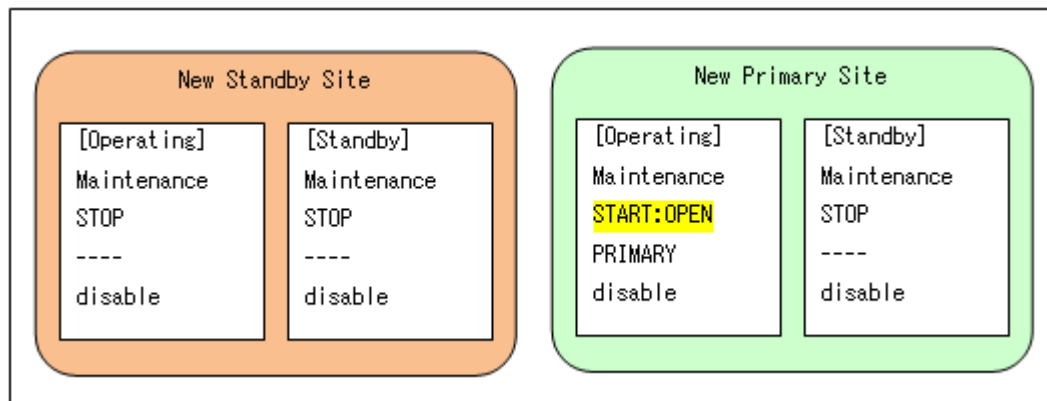 New Standby Site
[Operating]
Maintenance
STOP
----
disable
[Standby]
Maintenance
STOP
----
disable
New Primary Site
[Operating]
Maintenance
START:OPEN
PRIMARY
disable
[Standby]
Maintenance
STOP
----
disable